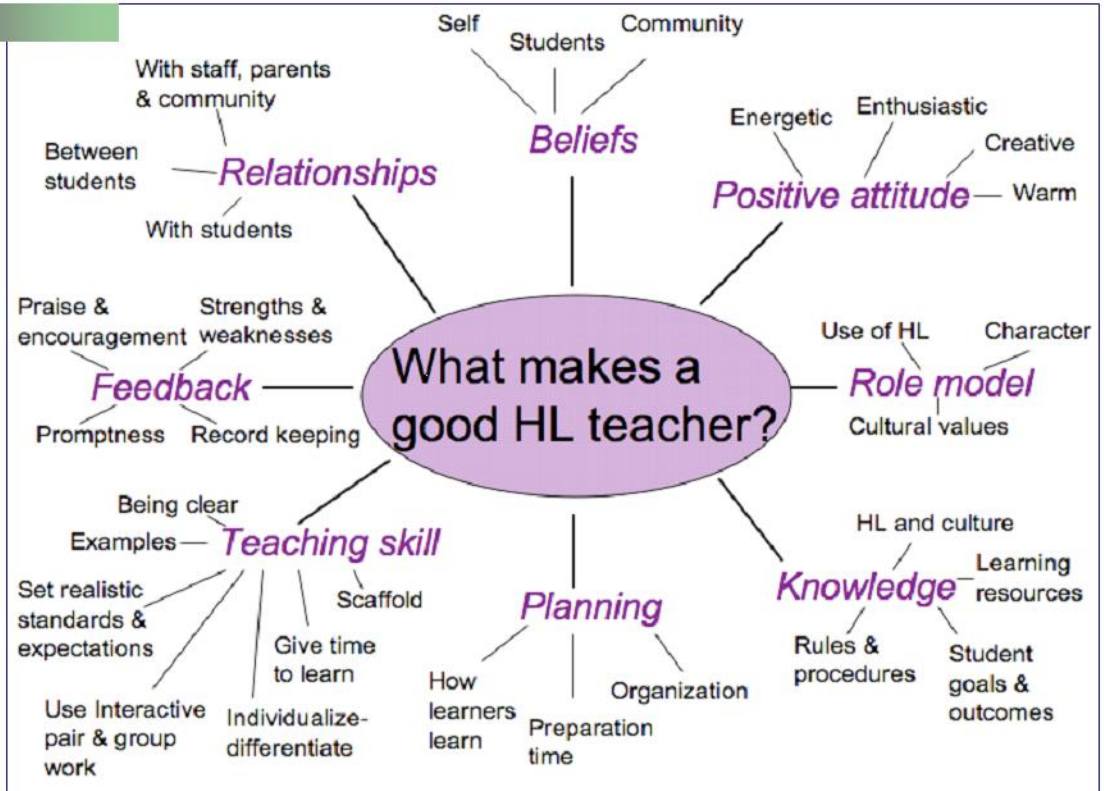 What makes a
good HL teacher?
Beliefs
Self
Students
Community
Positive attitude
Energetic
Enthusiastic
Creative
Warm
Role model
Use of HL
Character
Cultural values
Knowledge
HL and culture
Learning
resources
Student
goals &
outcomes
Rules &
procedures
Planning
Organization
Preparation
time
How
learners
learn
Teaching skill
Being clear
Examples
Set realistic
standards &
expectations
Use Interactive
pair & group
work
Individualize-
differentiate
Give time
to learn
Scaffold
Feedback
Praise &
encouragement
Strengths &
weaknesses
Promptness
Record keeping
Relationships
With staff, parents
& community
Between
students
With students